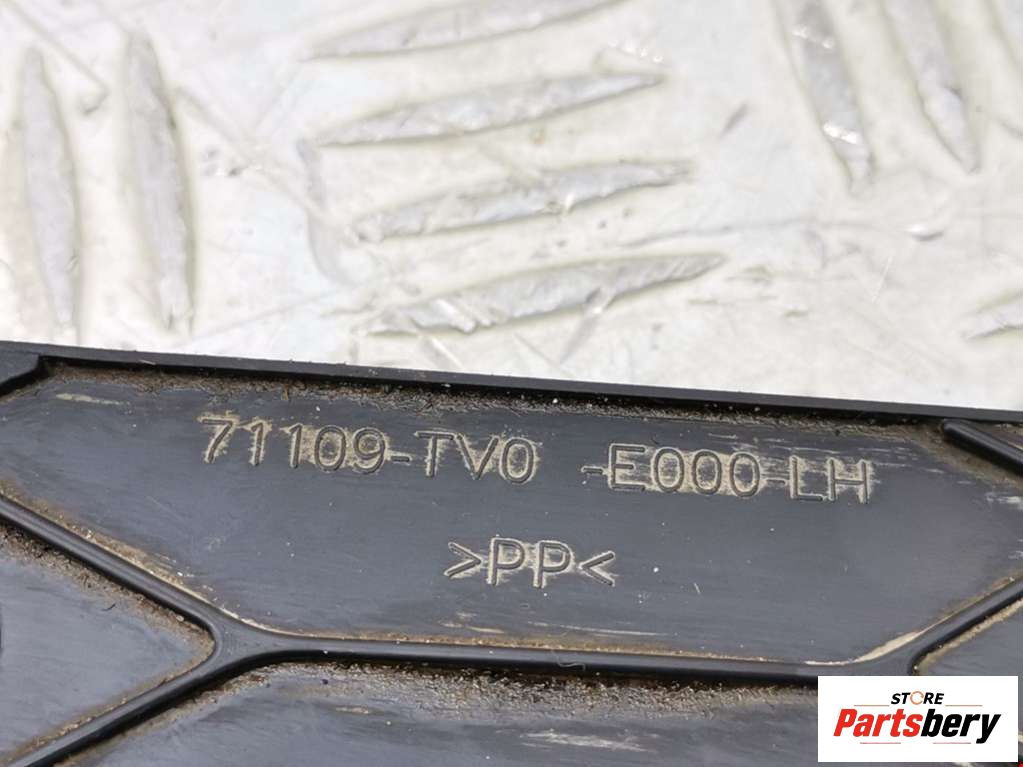 71109-TV0 -E000-LH
>PP<
STORE
Partsbery